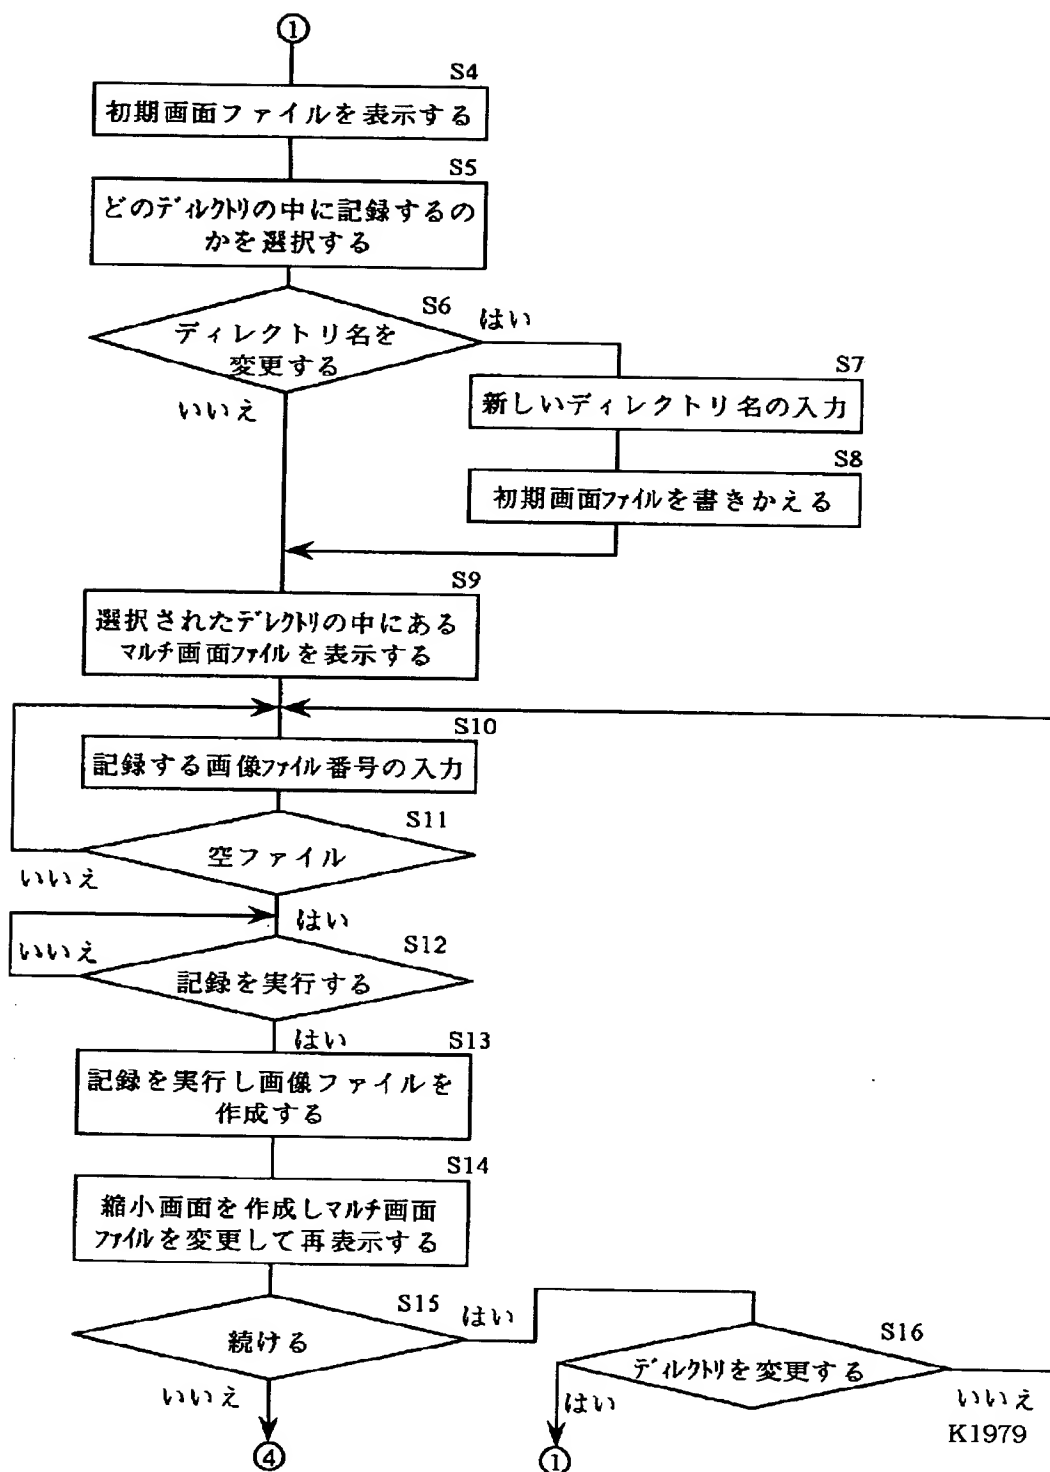 ①
S4
初期画面ファイルを表示する
S5
どのディレクトリの中に記録するの
かを選択する
S6
ディレクトリ名を
変更する
はい
いいえ
S7
新しいディレクトリ名の入力
S8
初期画面ファイルを書きかえる
S9
選択されたデレクトリの中にある
マルチ画面ファイルを表示する
S10
記録する画像ファイル番号の入力
S11
空ファイル
いいえ
はい
S12
いいえ
記録を実行する
はい
S13
記録を実行し画像ファイルを
作成する
S14
縮小画面を作成しマルチ画面
ファイルを変更して再表示する
S15
続ける
はい
いいえ
S16
ディレクトリを変更する
はい
いいえ
K1979
④
①